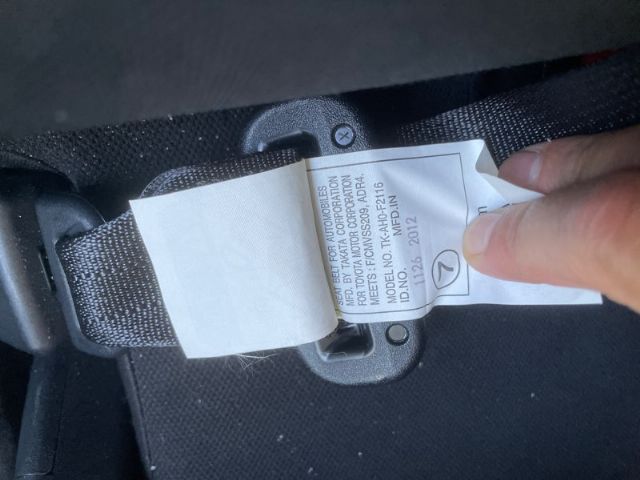 SEAT BELT FOR AUTOMOBILES
MFD. BY TAKATA CORPORATION
FOR TOYOTA MOTOR CORPORATION
MEETS : F/CMVSS209, ADR4.
MODEL NO. TK-AH0-F2116
ID.NO. MFD.IN
1126 2012
7